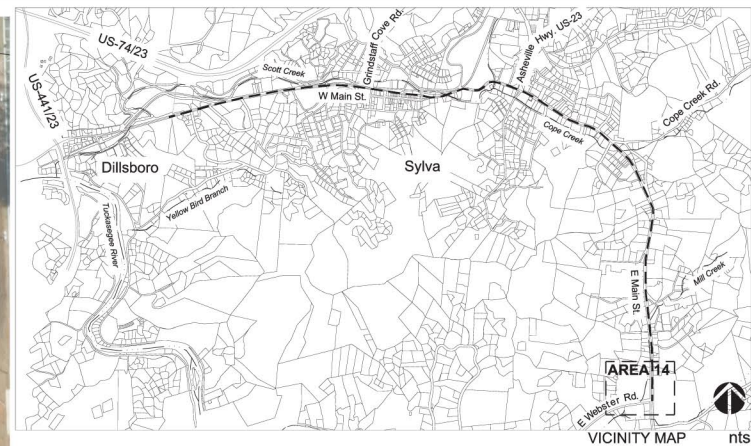 US-74/23
US-441/23
Scott Creek
Grindstaff Cove Rd.
Asheville Hwy. US-23
W Main St.
Cope Creek
Cope Creek Rd.
Dillsboro
Sylva
Yellow Bird Branch
Tuckasegee River
E Main St.
Mill Creek
AREA 14
E Webster Rd.
VICINITY MAP nts